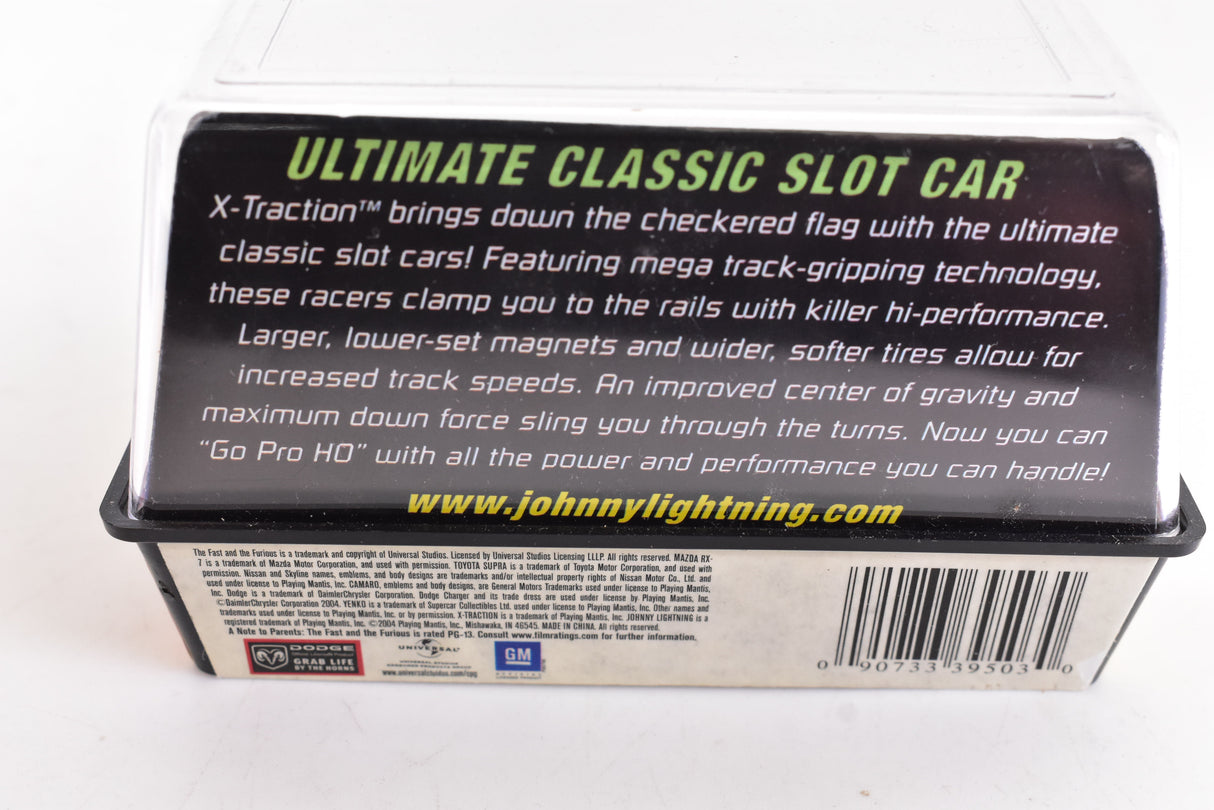 ULTIMATE CLASSIC SLOT CAR
X-Traction™ brings down the checkered flag with the ultimate
classic slot cars! Featuring mega track-gripping technology,
these racers clamp you to the rails with killer hi-performance.
Larger, lower-set magnets and wider, softer tires allow for
increased track speeds. An improved center of gravity and
maximum down force sling you through the turns. Now you can
"Go Pro HO" with all the power and performance you can handle!
www.johnnylightning.com
The Fast and the Furious is a trademark and copyright of Universal Studios. Licensed by Universal Studios Licensing LLLP. All rights reserved. MAZDA RX-
7 is a trademark of Mazda Motor Corporation, and used with permission. TOYOTA SUPRA is a trademark of Toyota Motor Corporation, and used with
permission. Nissan and Skyline names, emblems, and body designs are trademarks and/or intellectual property rights of Nissan Motor Co., Ltd. and
used under license to Playing Mantis, Inc. CAMARO, emblems and body designs, are General Motors Trademarks used under license to Playing Mantis,
Inc. Dodge is a trademark of DaimlerChrysler Corporation. Dodge Charger and its trade dress are used under license by Playing Mantis, Inc.
©DaimlerChrysler Corporation 2004. YENKO is a trademark of Supercar Collectibles Ltd. used under license to Playing Mantis, Inc. Other names and
trademarks used under license to Playing Mantis, Inc. or by permission. X-TRACTION is a trademark of Playing Mantis, Inc. JOHNNY LIGHTNING is a
registered trademark of Playing Mantis, Inc. ©2004 Playing Mantis, Inc., Mishawaka, IN 46545. MADE IN CHINA. All rights reserved.
A Note to Parents: The Fast and the Furious is rated PG-13. Consult www.filmratings.com for further information.
DODGE
Official Licensed Product
GRAB LIFE
BY THE HORNS
UNIVERSAL
UNIVERSAL STUDIOS
CONSUMER PRODUCTS GROUP
www.universalstudios.com/cpg
GM
OFFICIAL
LICENSED PRODUCT
0 90733 39503 0